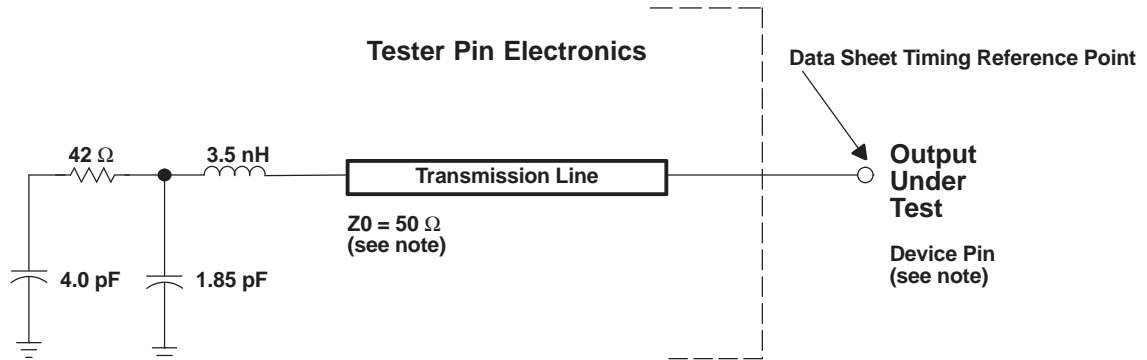 Tester Pin Electronics
Data Sheet Timing Reference Point
42 Ω
3.5 nH
Transmission Line
Output
Under
Test
Z0 = 50 Ω
(see note)
Device Pin
(see note)
4.0 pF
1.85 pF